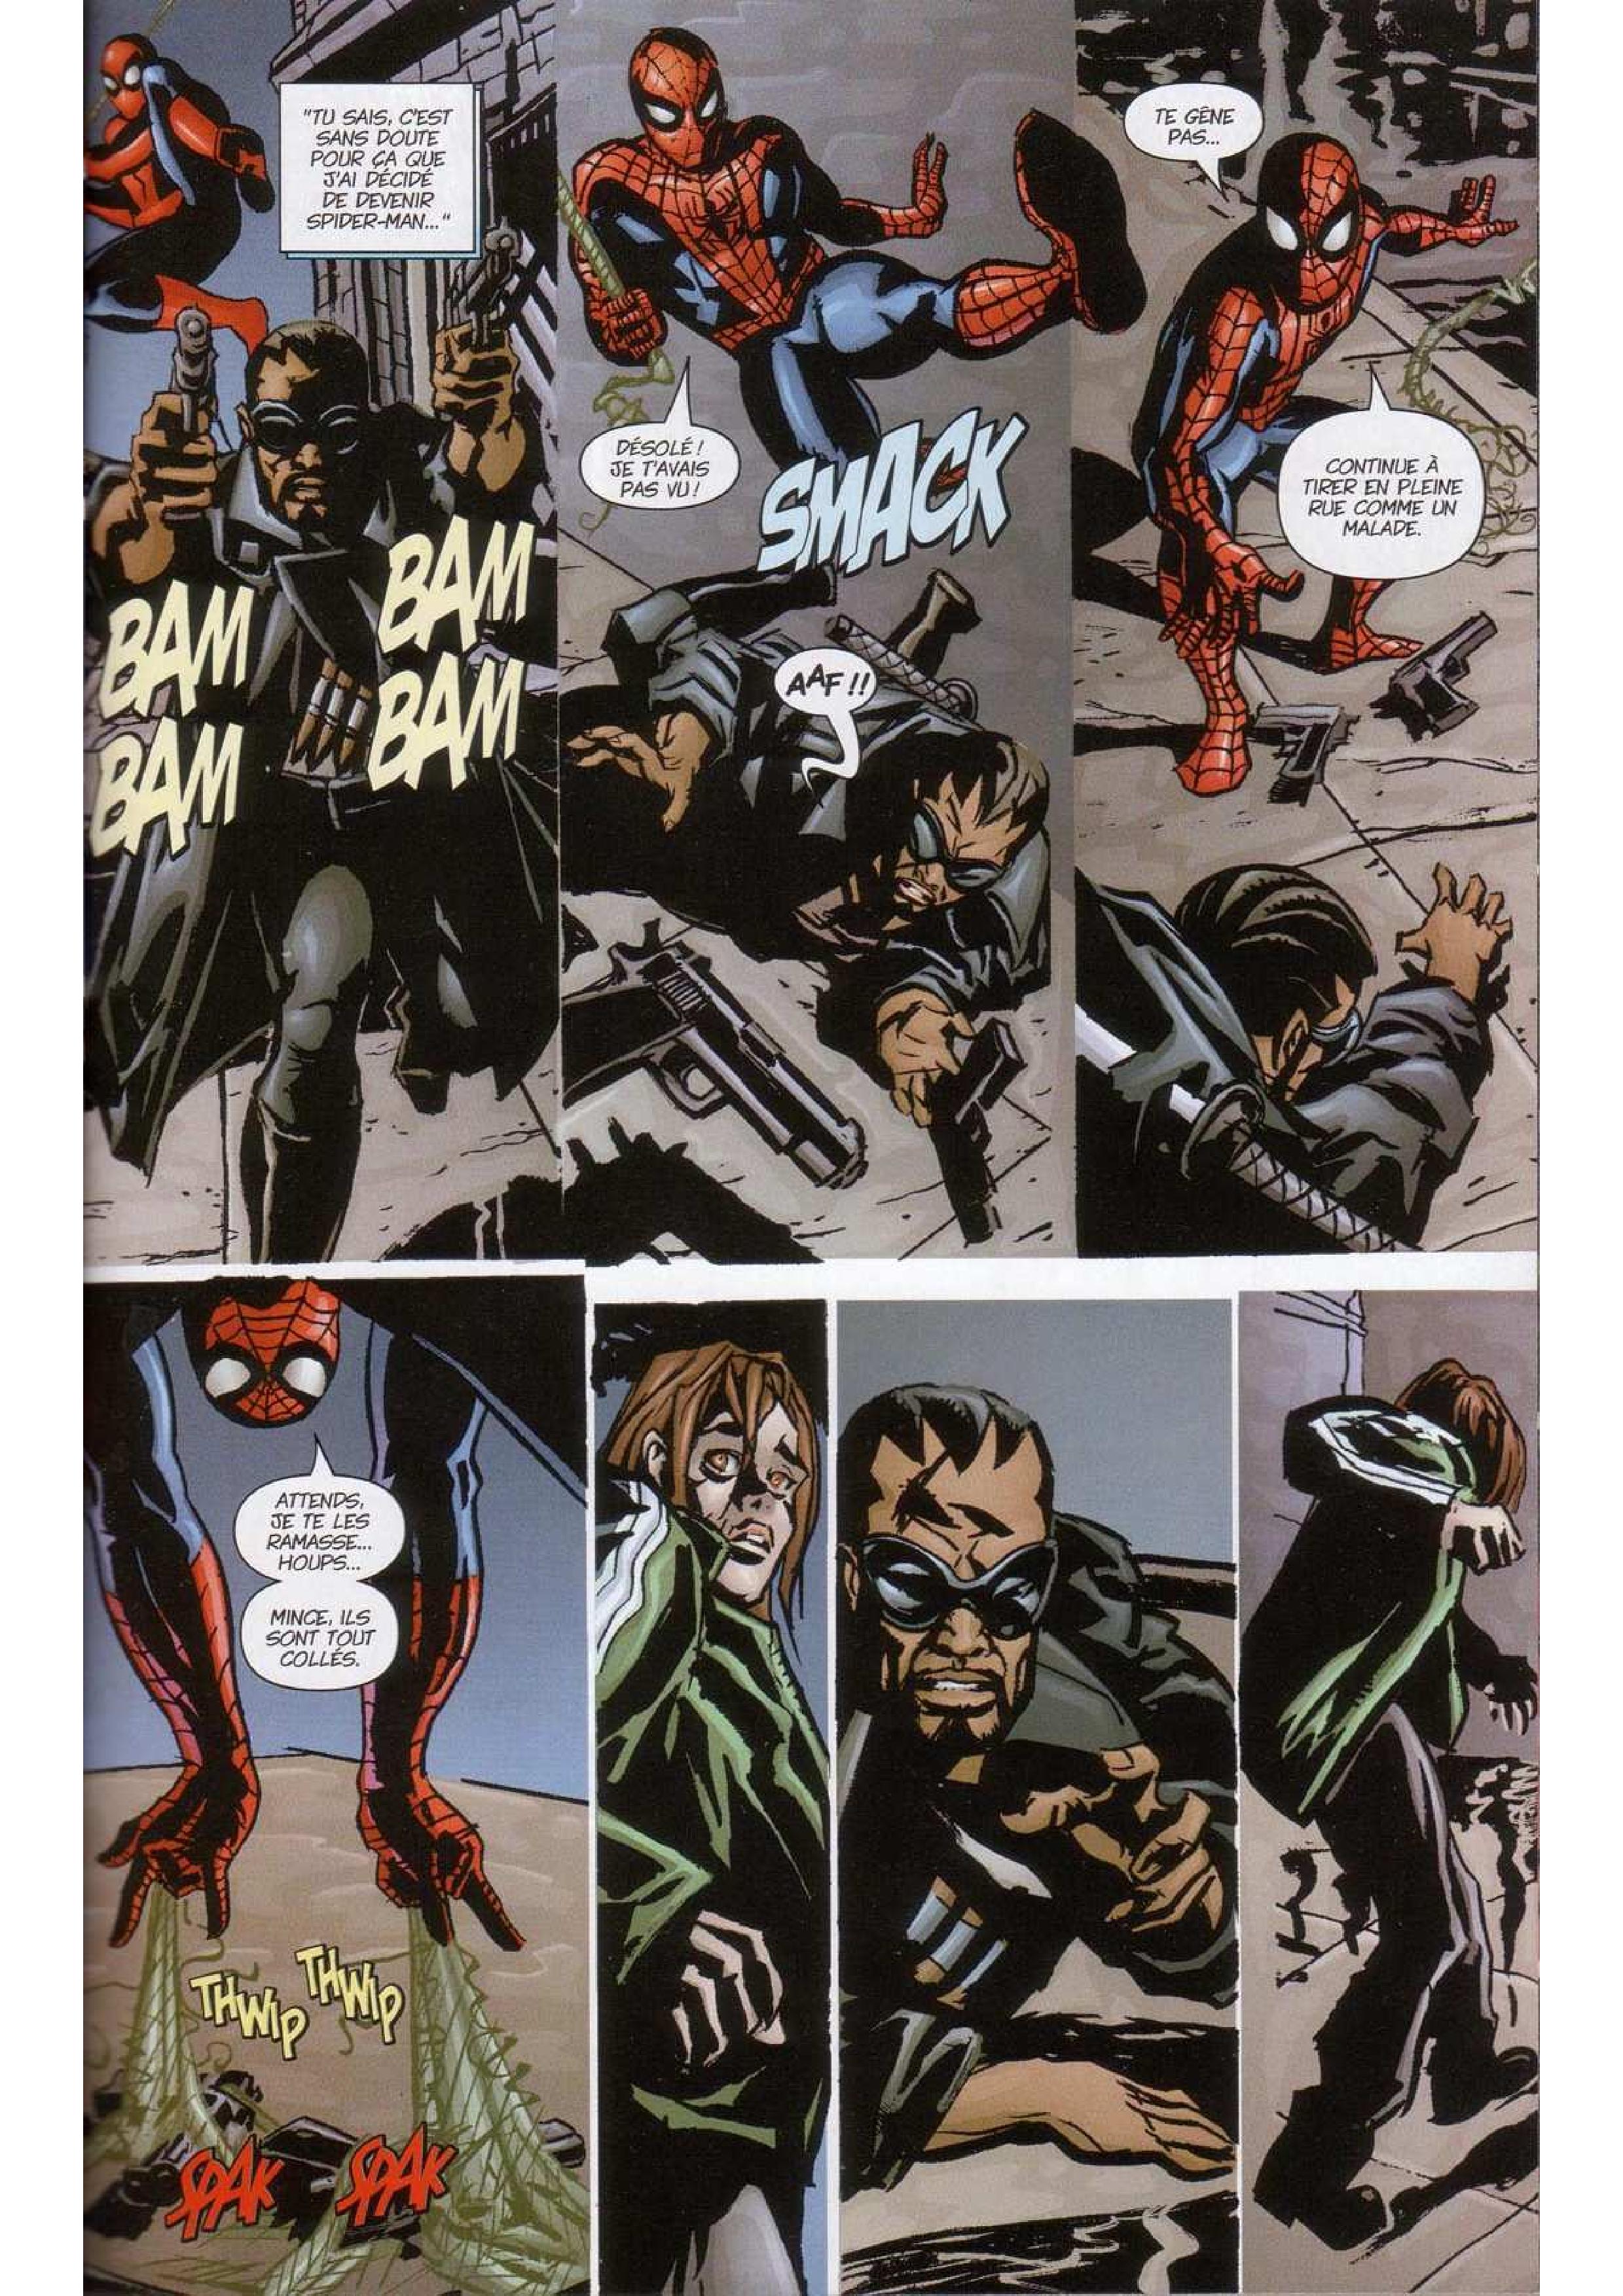 "TU SAIS, C'EST
SANS DOUTE
POUR ÇA QUE
J'AI DÉCIDÉ
DE DEVENIR
SPIDER-MAN..."
BAM
BAM
BAM
BAM
DÉSOLÉ !
JE T'AVAIS
PAS VU !
SMACK
AAF !!
TE GÊNE
PAS...
CONTINUE À
TIRER EN PLEINE
RUE COMME UN
MALADE.
ATTENDS,
JE TE LES
RAMASSE...
HOUPS...
MINCE, ILS
SONT TOUT
COLLÉS.
THWIP
THWIP
SPAK
SPAK